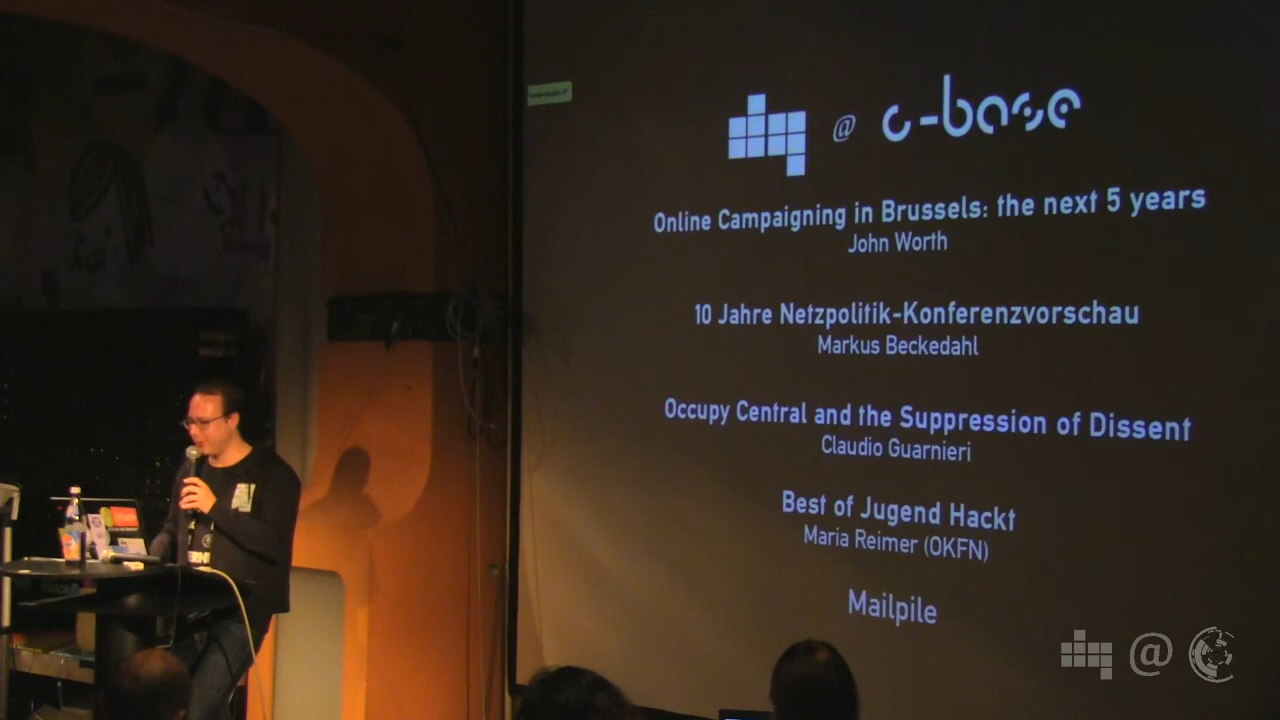 @ c-base
Online Campaigning in Brussels: the next 5 years
John Worth
10 Jahre Netzpolitik-Konferenzvorschau
Markus Beckedahl
Occupy Central and the Suppression of Dissent
Claudio Guarnieri
Best of Jugend Hackt
Maria Reimer (OKFN)
Mailpile
@